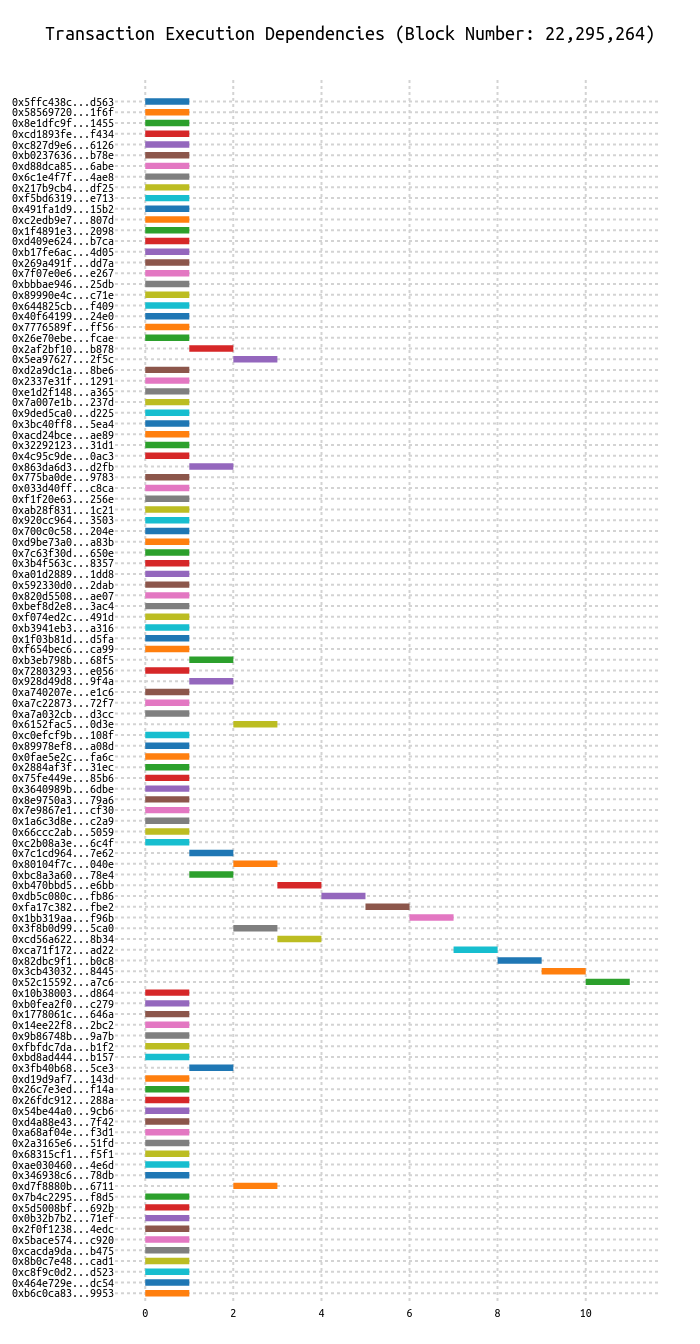 Transaction Execution Dependencies (Block Number: 22,295,264)
0x5ffc438c...d563
0x58569720...1f6f
0x8e1dfc9f...1455
0xcd1893fe...f434
0xc827d9e6...6126
0xb0237636...b78e
0xd88dca85...6abe
0x6c1e4f7f...4ae8
0x217b9cb4...df25
0xf5bd6319...e713
0x491fa1d9...15b2
0xc2edb9e7...807d
0x1f4891e3...2098
0xd409e624...b7ca
0xb17fe6ac...4d05
0x269a491f...dd7a
0x7f07e0e6...e267
0xbbbae946...25db
0x89990e4c...c71e
0x644825cb...f409
0x40f64199...24e0
0x7776589f...ff56
0x26e70ebe...fcae
0x2af2bf10...b878
0x5ea97627...2f5c
0xd2a9dc1a...8be6
0x2337e31f...1291
0xe1d2f148...a365
0x7a007e1b...237d
0x9ded5ca0...d225
0x3bc40ff8...5ea4
0xacd24bce...ae89
0x32292123...31d1
0x4c95c9de...0ac3
0x863da6d3...d2fb
0x775ba0de...9783
0x033d40ff...c8ca
0xf1f20e63...256e
0xab28f831...1c21
0x920cc964...3503
0x700c0c58...204e
0xd9be73a0...a83b
0x7c63f30d...650e
0x3b4f563c...8357
0xa01d2889...1dd8
0x592330d0...2dab
0x820d5508...ae07
0xbef8d2e8...3ac4
0xf074ed2c...491d
0xb3941eb3...a316
0x1f03b81d...d5fa
0xf654bec6...ca99
0xb3eb798b...68f5
0x72803293...e056
0x928d49d8...9f4a
0xa740207e...e1c6
0xa7c22873...72f7
0xa7a032cb...d3cc
0x6152fac5...0d3e
0xc0efcf9b...108f
0x89978ef8...a08d
0x0fae5e2c...fa6c
0x2884af3f...31ec
0x75fe449e...85b6
0x3640989b...6dbe
0x8e9750a3...79a6
0x7e9867e1...cf30
0x1a6c3d8e...c2a9
0x66ccc2ab...5059
0xc2b08a3e...6c4f
0x7c1cd964...7e62
0x80104f7c...040e
0xbc8a3a60...78e4
0xb470bbd5...e6bb
0xdb5c080c...fb86
0xfa17c382...fbe2
0x1bb319aa...f96b
0x3f8b0d99...5ca0
0xcd56a622...8b34
0xca71f172...ad22
0x82dbc9f1...b0c8
0x3cb43032...8445
0x52c15592...a7c6
0x10b38003...d864
0xb0fea2f0...c279
0x1778061c...646a
0x14ee22f8...2bc2
0x9b86748b...9a7b
0xfbfdc7da...b1f2
0xbd8ad444...b157
0x3fb40b68...5ce3
0xd19d9af7...143d
0x26c7e3ed...f14a
0x26fdc912...288a
0x54be44a0...9cb6
0xd4a88e43...7f42
0xa68af04e...f3d1
0x2a3165e6...51fd
0x68315cf1...f5f1
0xae030460...4e6d
0x346938c6...78db
0xd7f8880b...6711
0x7b4c2295...f8d5
0x5d5008bf...692b
0x0b32b7b2...71ef
0x2f0f1238...4edc
0x5bace574...c920
0xcacda9da...b475
0x8b0c7e48...cad1
0xc8f9c0d2...d523
0x464e729e...dc54
0xb6c0ca83...9953
0 2 4 6 8 10